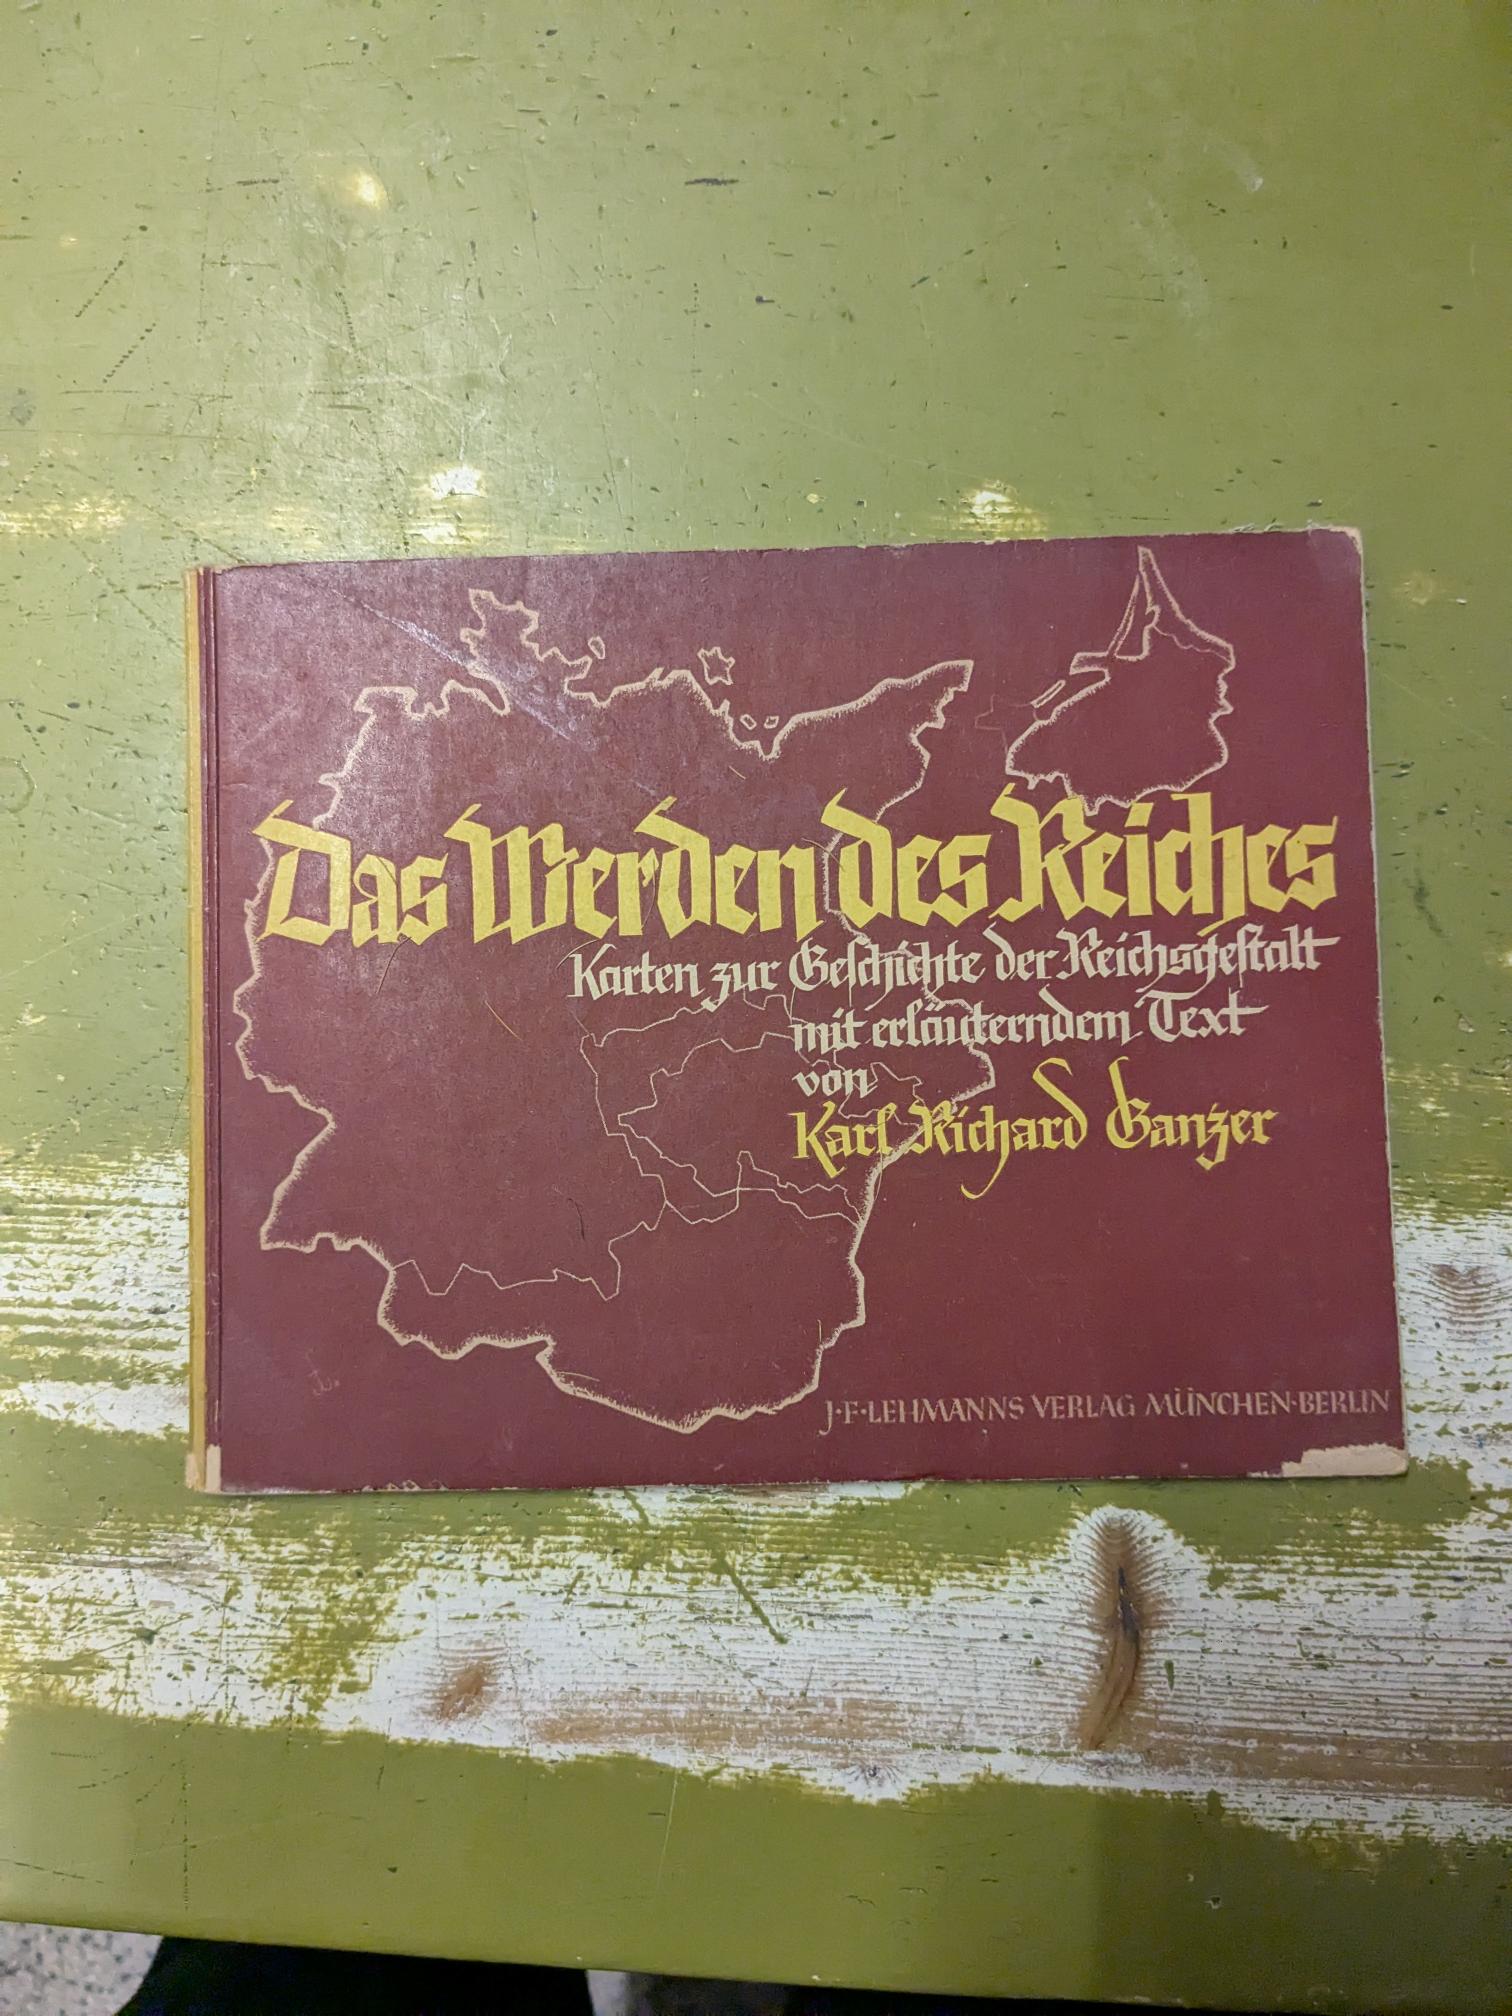 Das Werden des Reiches
Karten zur Geschichte der Reichsgestalt
mit erläuterndem Text
von
Karl Richard Ganzer
J·F·LEHMANNS VERLAG MÜNCHEN·BERLIN